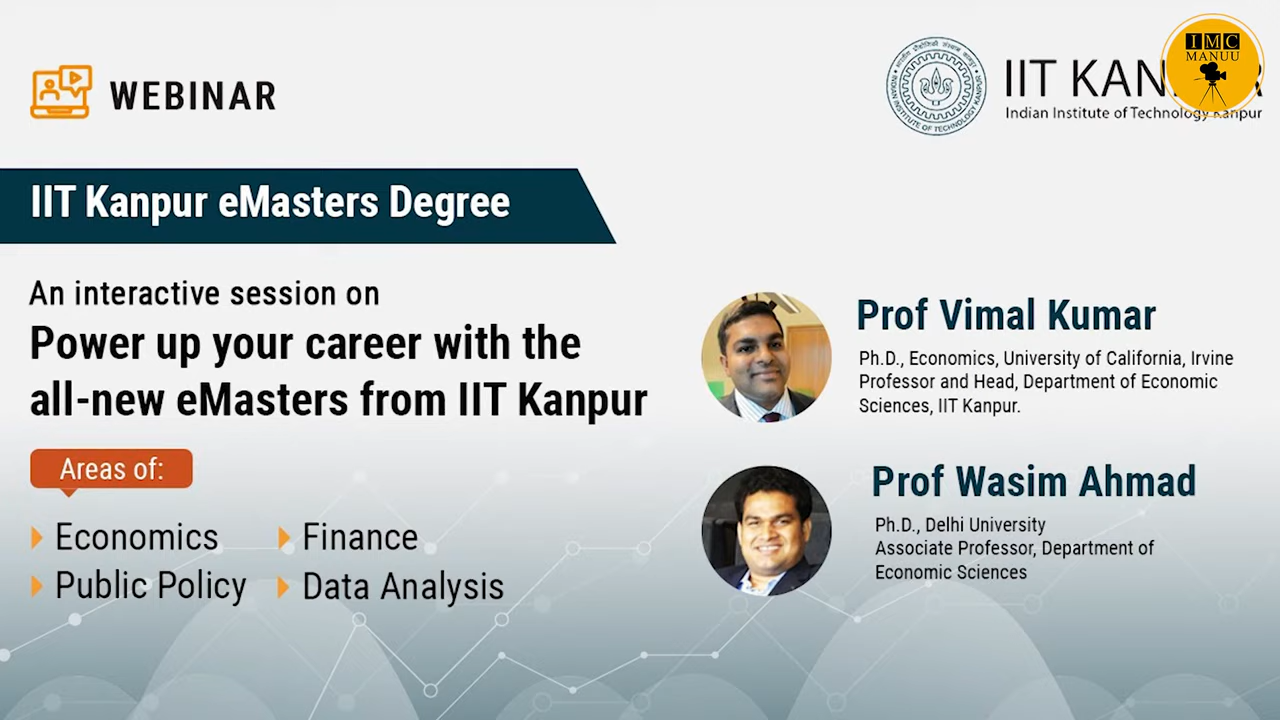 WEBINAR
IIT KAN
Indian Institute of Technology Kanpur
IMC
MANUU
IIT Kanpur eMasters Degree
An interactive session on
Power up your career with the
all-new eMasters from IIT Kanpur
Areas of:
Economics
Finance
Public Policy
Data Analysis
Prof Vimal Kumar
Ph.D., Economics, University of California, Irvine
Professor and Head, Department of Economic
Sciences, IIT Kanpur.
Prof Wasim Ahmad
Ph.D., Delhi University
Associate Professor, Department of
Economic Sciences